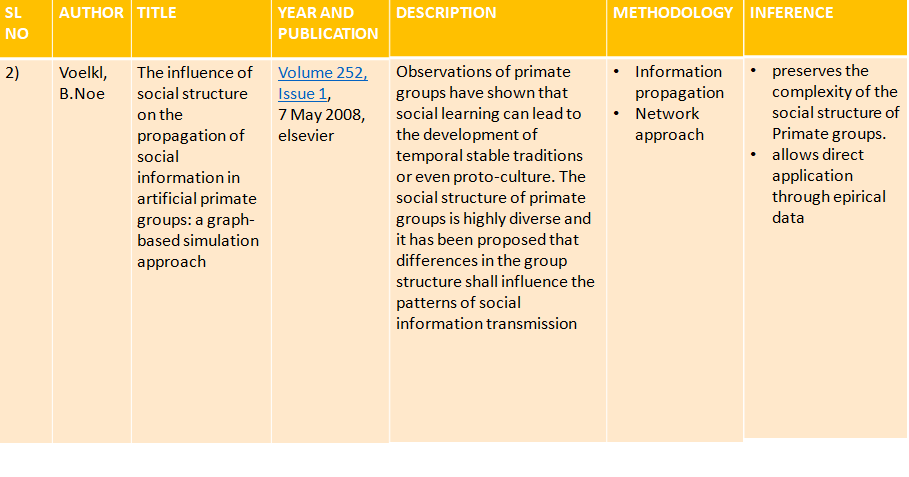 SL
NO
AUTHOR
TITLE
YEAR AND
PUBLICATION
DESCRIPTION
METHODOLOGY
INFERENCE
2)
Voelkl,
B.Noe
The influence of
social structure
on the
propagation of
social
information in
artificial primate
groups: a graph-
based simulation
approach
Volume 252,
Issue 1,
7 May 2008,
elsevier
Observations of primate
groups have shown that
social learning can lead to
the development of
temporal stable traditions
or even proto-culture. The
social structure of primate
groups is highly diverse and
it has been proposed that
differences in the group
structure shall influence the
patterns of social
information transmission
• Information
propagation
• Network
approach
• preserves the
complexity of the
social structure of
Primate groups.
• allows direct
application
through epirical
data